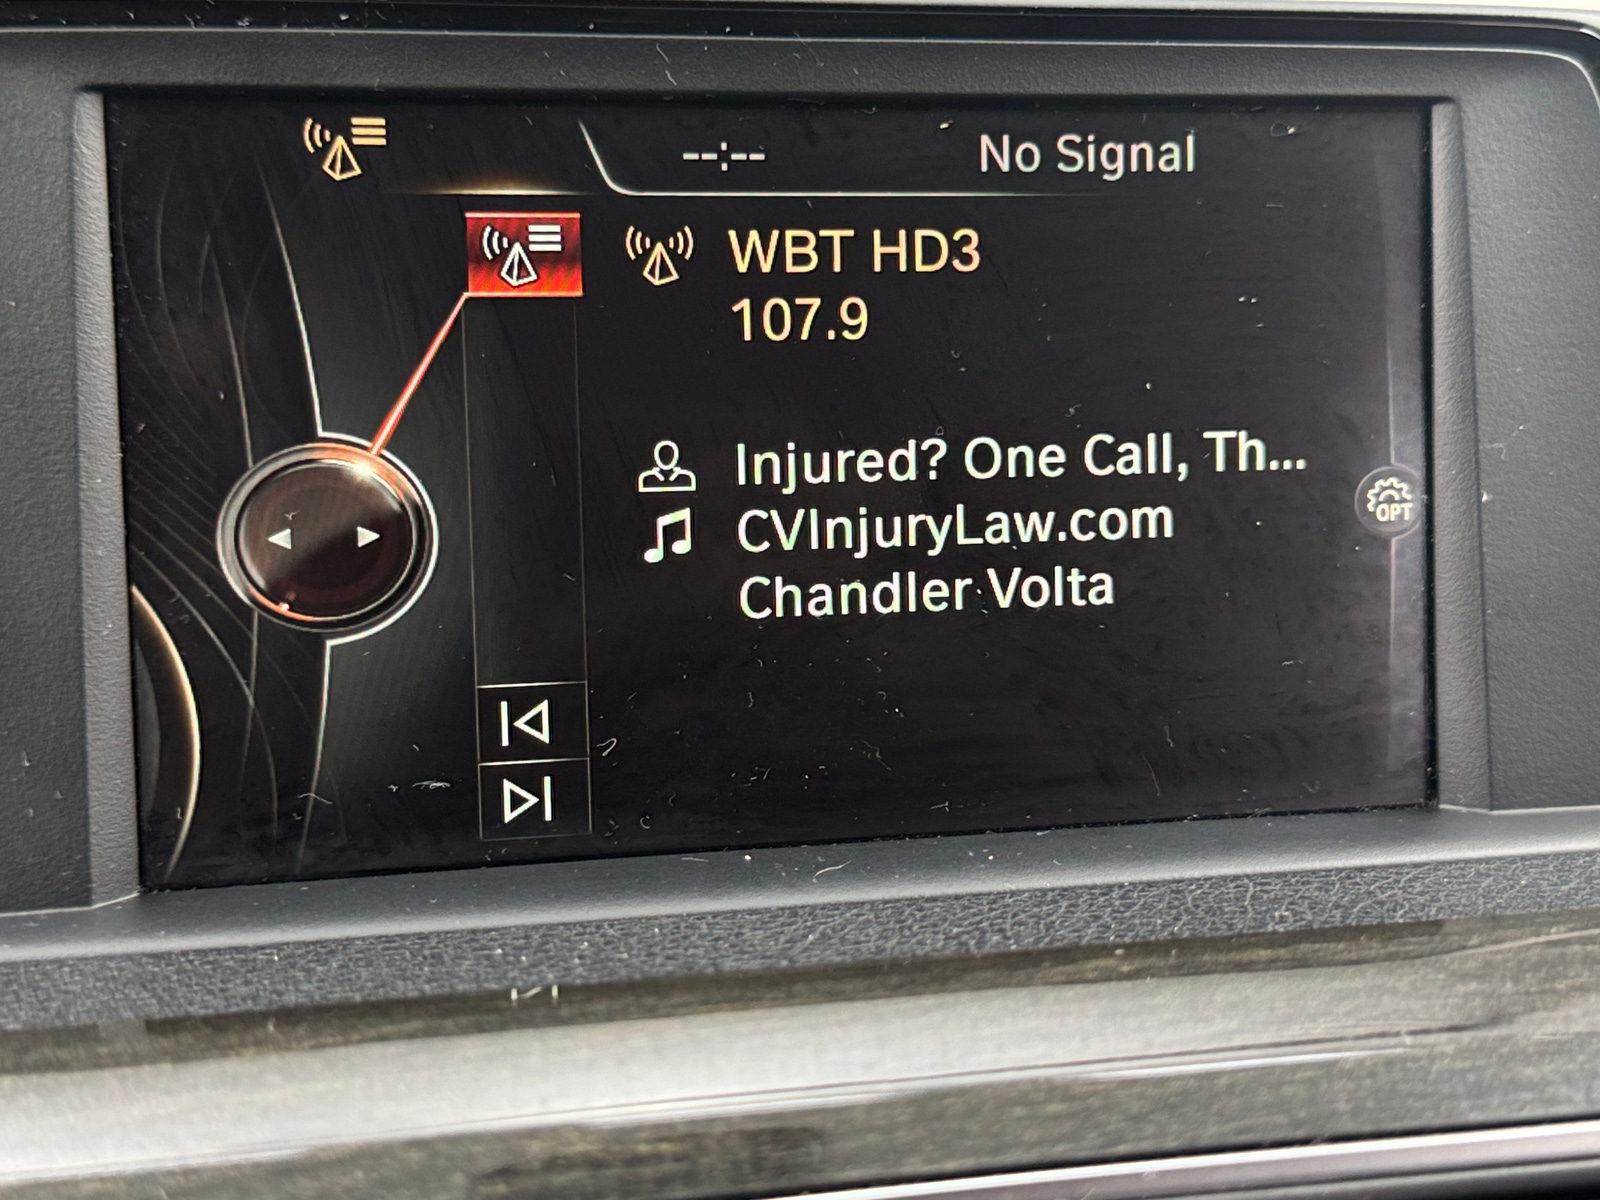 --:-- No Signal
WBT HD3
107.9
Injured? One Call, Th...
CVInjuryLaw.com
Chandler Volta
OPT